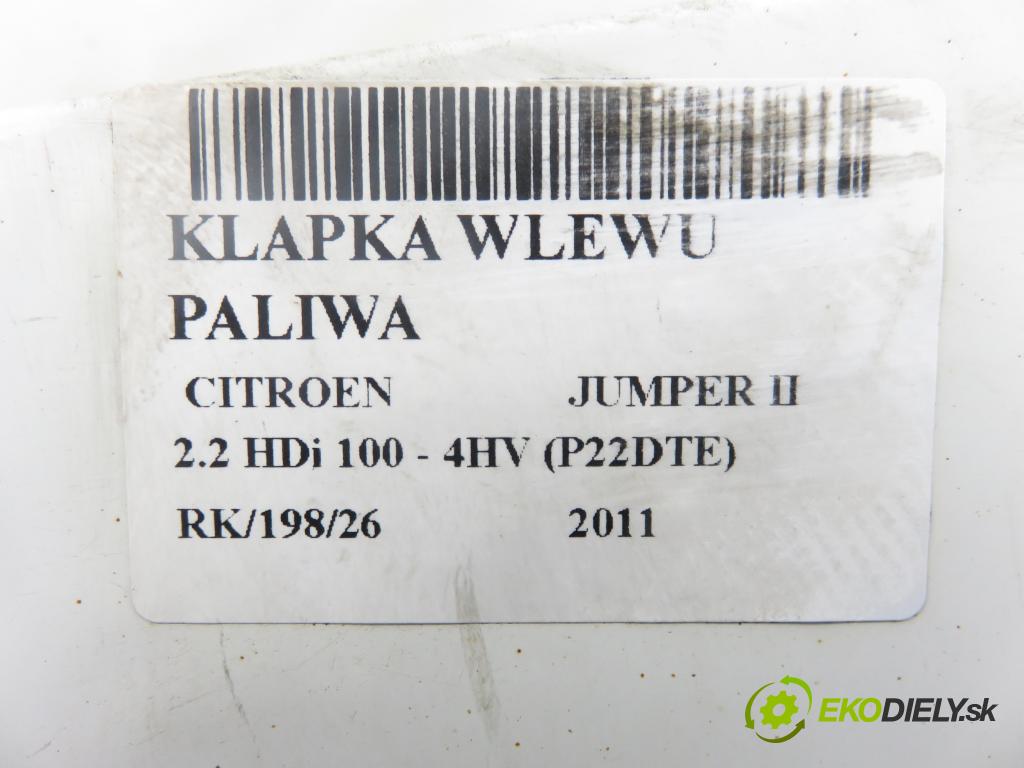 KLAPKA WLEWU
PALIWA
CITROEN JUMPER II
2.2 HDi 100 - 4HV (P22DTE)
RK/198/26 2011
EKODIELY.sk